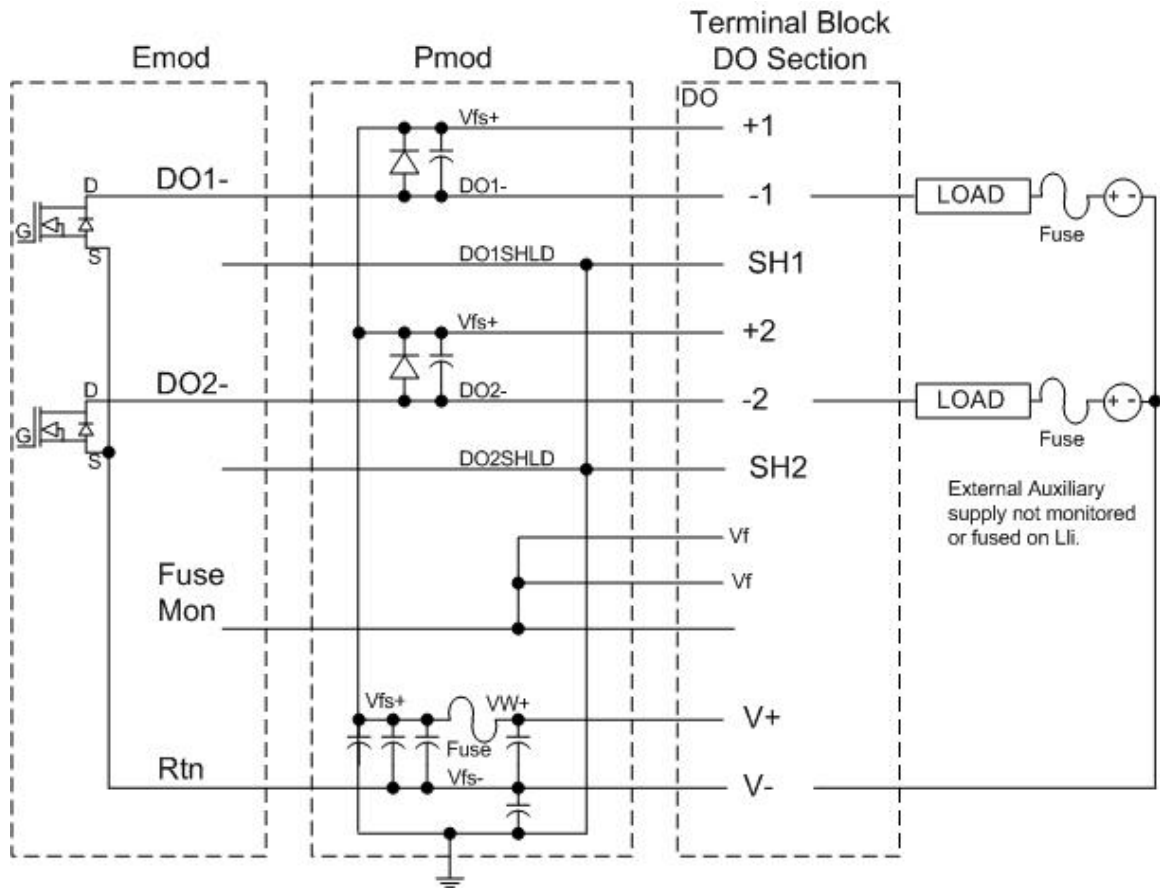 Terminal Block
DO Section
Emod
Pmod
DO
Vfs+
+1
DO1-
D
DO1-
-1
LOAD
+ -
Fuse
G
S
DO1SHLD
SH1
Vfs+
+2
DO2-
D
DO2-
-2
LOAD
+ -
Fuse
G
S
DO2SHLD
SH2
External Auxiliary
supply not monitored
or fused on Lli.
Vf
Vf
Fuse
Mon
Vfs+
VW+
V+
Fuse
Rtn
Vfs-
V-